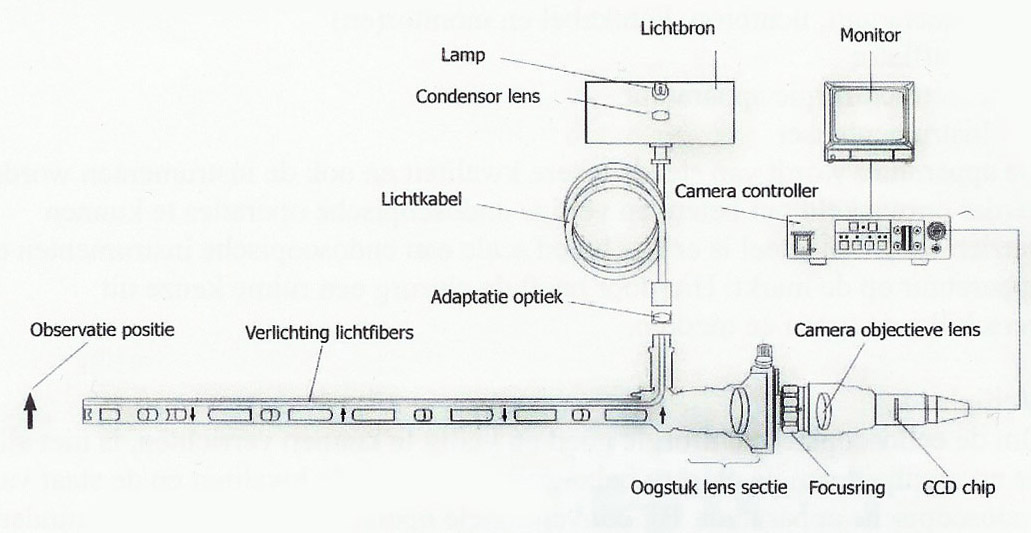 Lichtbron
Monitor
Lamp
Condensor lens
Camera controller
Lichtkabel
Adaptatie optiek
Observatie positie
Verlichting lichtfibers
Camera objectieve lens
Oogstuk lens sectie
Focusring
CCD chip